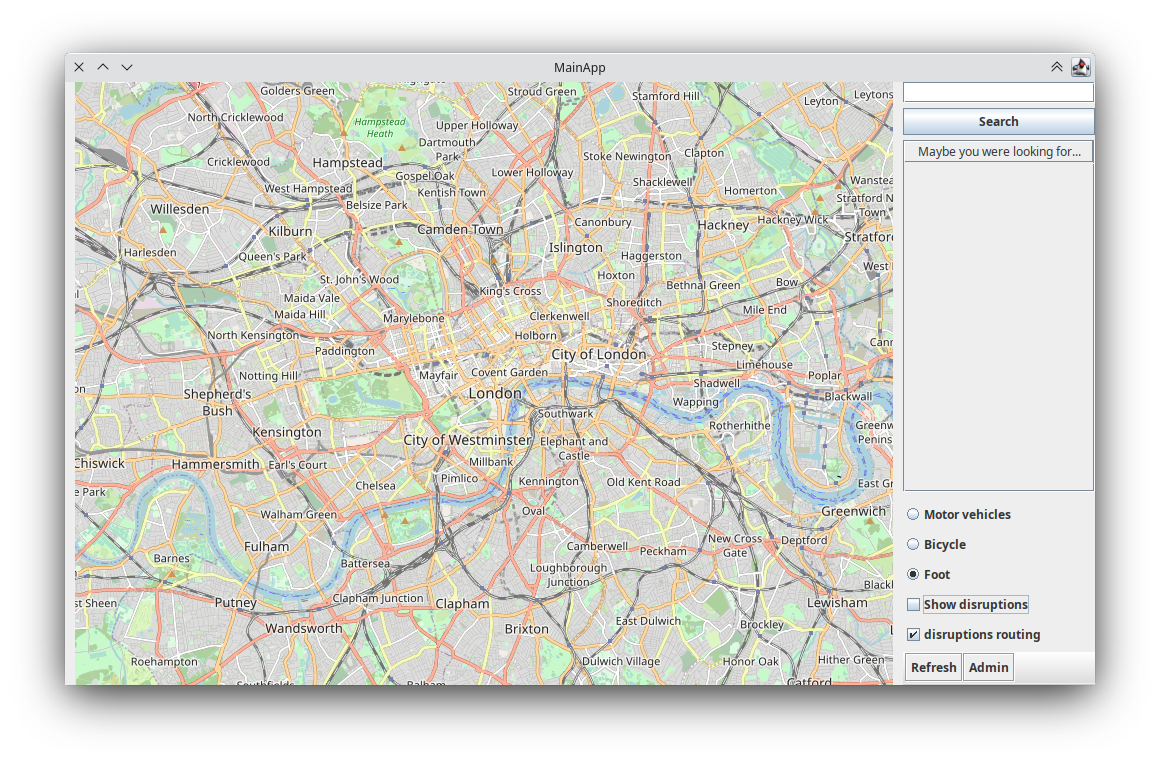 MainApp
Golders Green
Stroud Green
Stamford Hill
Leyton
Leytons
North Cricklewood
Hampstead
Heath
Upper Holloway
Search
Dartmouth
Park
Stoke Newington
Clapton
Maybe you were looking for...
Cricklewood
Hampstead
Gospel Oak
Lower Holloway
Shacklewell
Wanstea
West Hampstead
Kentish Town
Homerton
Stratford N
Town
Willesden
Belsize Park
Canonbury
Hackney
Hackney Wick
Kilburn
Camden Town
Stratford
Harlesden
Queen's Park
Islington
Haggerston
West
St. John's Wood
Hoxton
Bethnal Green
Bow
Maida Vale
King's Cross
Shoreditch
Mile End
Maida Hill
Marylebone
Clerkenwell
North Kensington
Holborn
Stepney
Cann
Paddington
City of London
Limehouse
Notting Hill
Mayfair
Covent Garden
Shadwell
Poplar
Shepherd's
Bush
London
Wapping
Blackwall
Southwark
Rotherhithe
Greenw
Penins
Kensington
City of Westminster
Elephant and
Castle
Chiswick
Hammersmith
Earl's Court
Millbank
e Park
Chelsea
Pimlico
Kennington
Old Kent Road
East Gr
Walham Green
Oval
Greenwich
Motor vehicles
Barnes
Fulham
Camberwell
Peckham
New Cross
Gate
Deptford
Bicycle
Battersea
Loughborough
Junction
Foot
st Sheen
Putney
Clapham Junction
Clapham
Blackh
Lewisham
Show disruptions
Wandsworth
Brixton
East Dulwich
Brockley
disruptions routing
Roehampton
Dulwich Village
Honor Oak
Hither Green
Refresh
Admin
Southfields
Balham
Catford